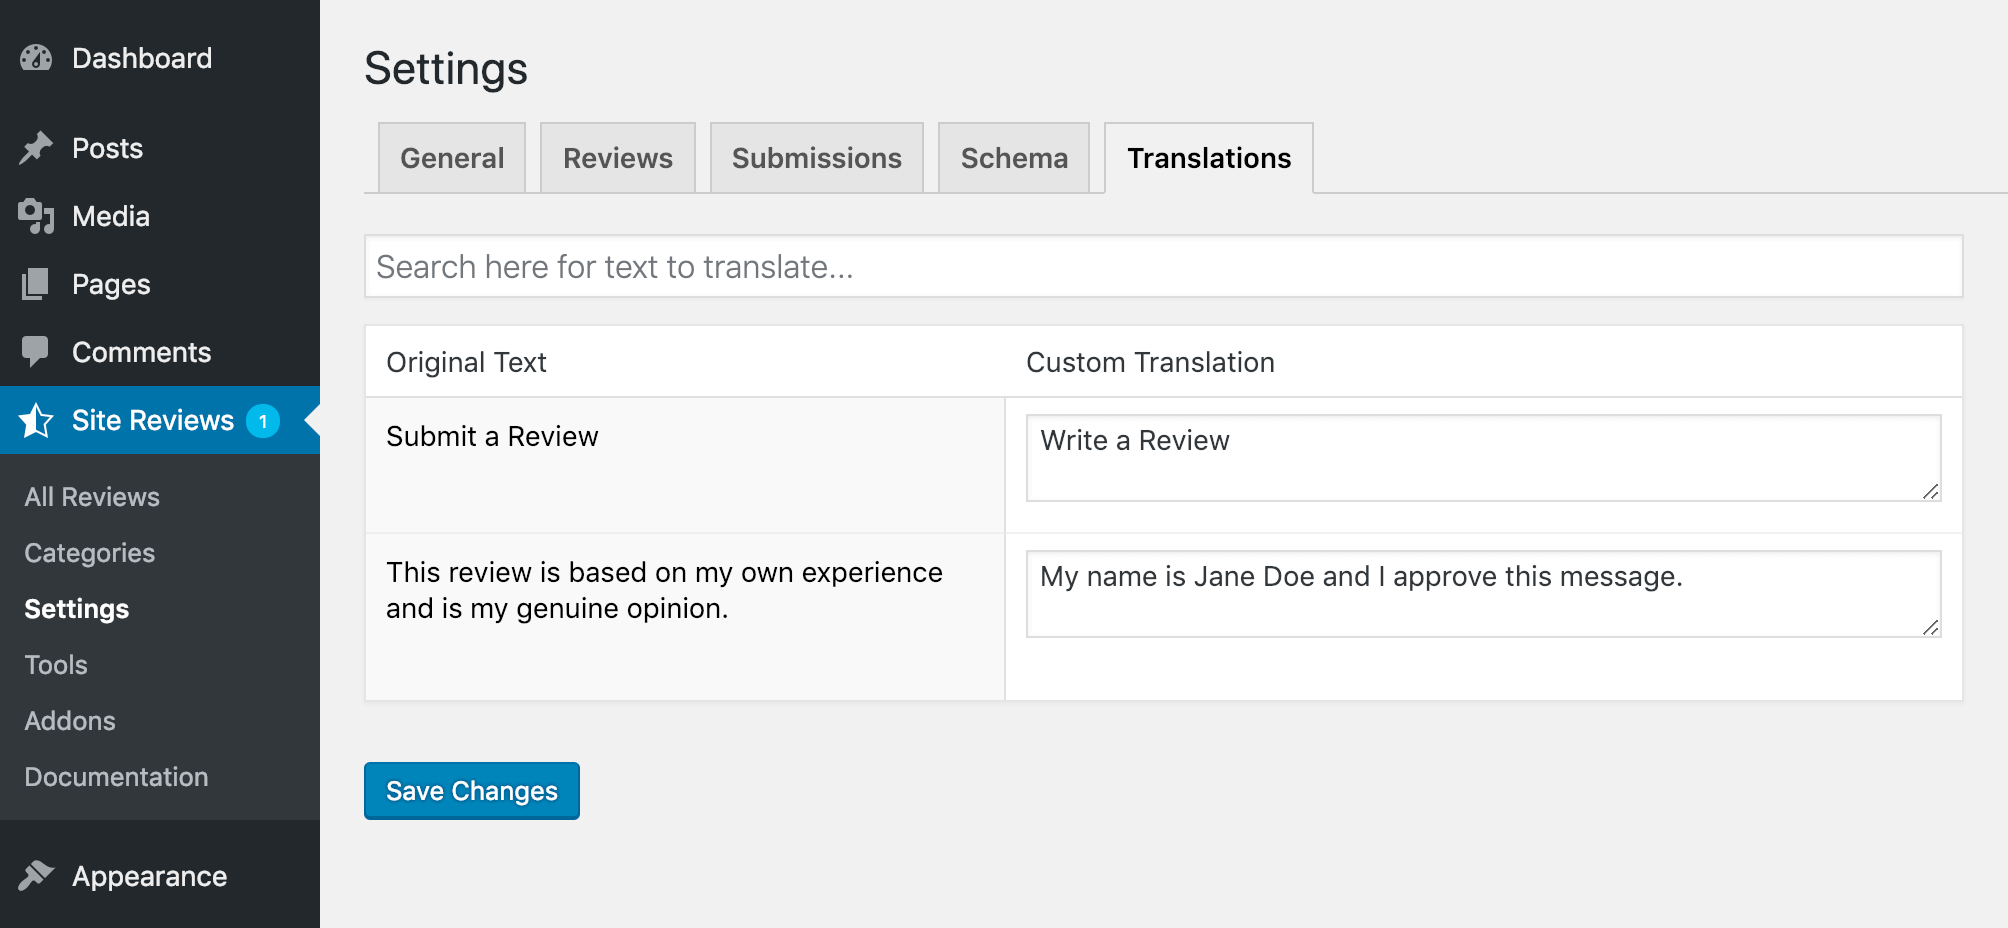 Dashboard
Posts
Media
Pages
Comments
Site Reviews 1
All Reviews
Categories
Settings
Tools
Addons
Documentation
Appearance
Settings
General Reviews Submissions Schema Translations
Search here for text to translate...
Original Text Custom Translation
Submit a Review Write a Review
This review is based on my own experience
and is my genuine opinion.
My name is Jane Doe and I approve this message.
Save Changes